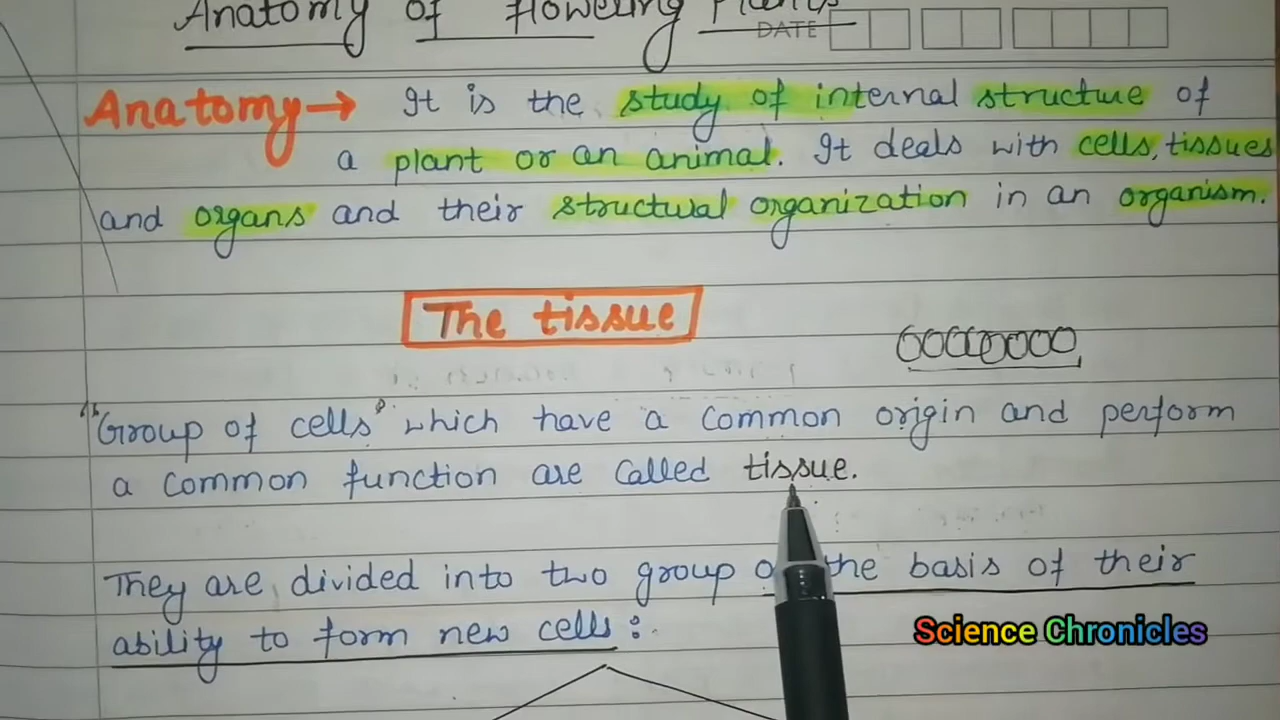 Anatomy of Flowering Plants
DATE
Anatomy→ It is the study of internal structure of
a plant or an animal. It deals with cells, tissues
and organs and their structural organization in an organism.
The tissue
"Group of cells" which have a common origin and perform
a common function are called tissue.
They are divided into two group the basis of their
ability to form new cells:
Science Chronicles